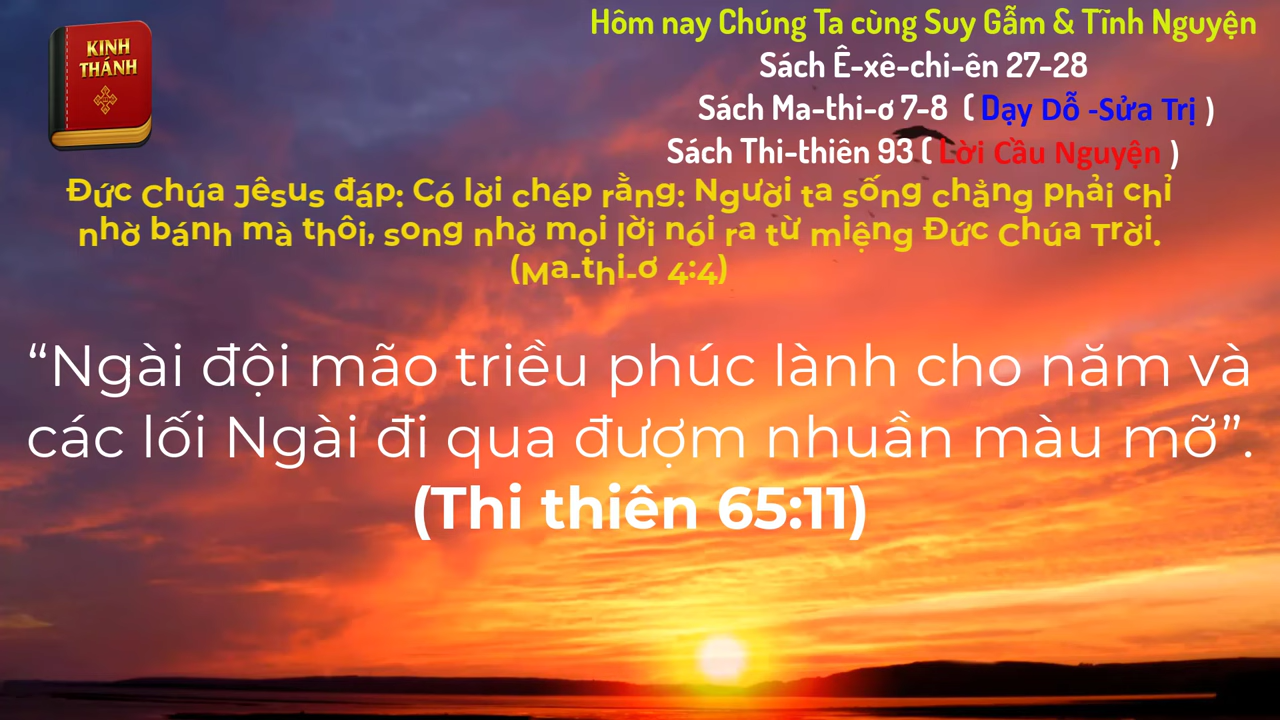 KINH
THÁNH
Hôm nay Chúng Ta cùng Suy Gẫm & Tĩnh Nguyện
Sách Ê-xê-chi-ên 27-28
Sách Ma-thi-ơ 7-8 ( Dạy Dỗ -Sửa Trị )
Sách Thi-thiên 93 ( Lời Cầu Nguyện )
Đức Chúa Jêsus đáp: Có lời chép rằng: Người ta sống chẳng phải chỉ
nhờ bánh mà thôi, song nhờ mọi lời nói ra từ miệng Đức Chúa Trời.
(Ma-thi-ơ 4:4)
“Ngài đội mão triều phúc lành cho năm và
các lối Ngài đi qua đượm nhuần màu mỡ”.
(Thi thiên 65:11)